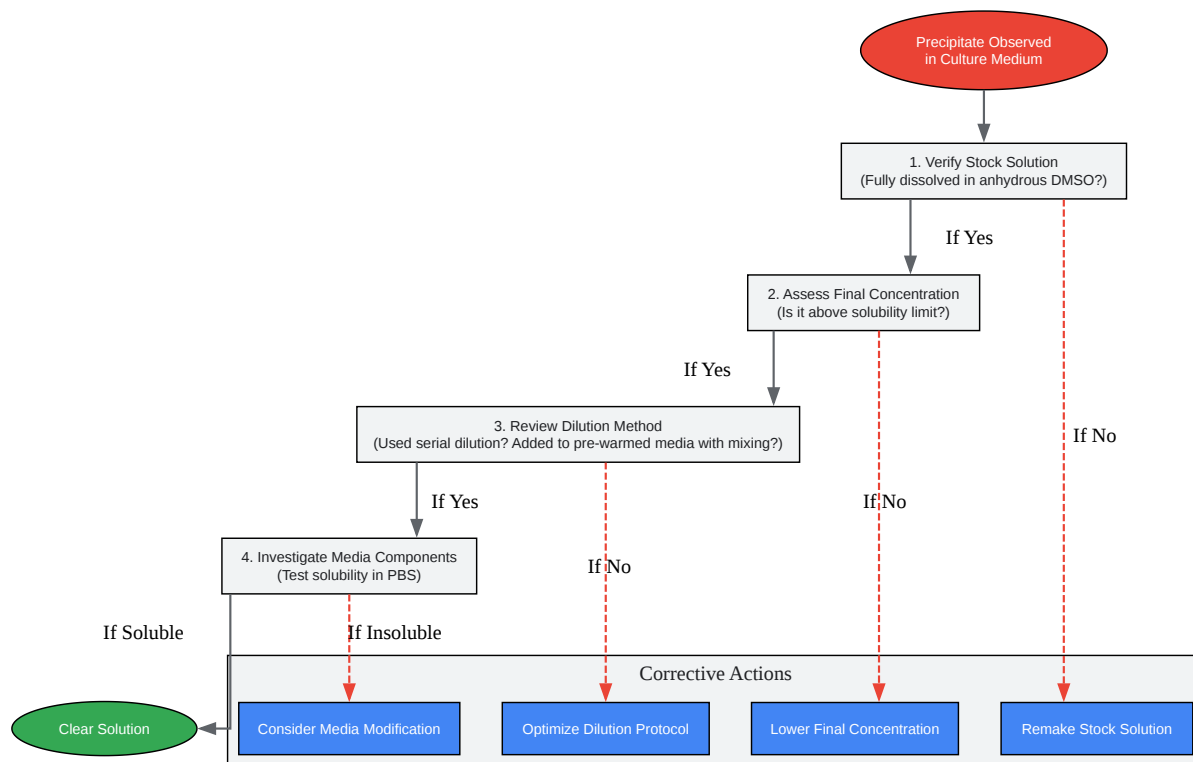 Precipitate Observed
in Culture Medium
1. Verify Stock Solution
(Fully dissolved in anhydrous DMSO?)
If Yes
2. Assess Final Concentration
(Is it above solubility limit?)
If Yes
3. Review Dilution Method
(Used serial dilution? Added to pre-warmed media with mixing?)
If No
If Yes
If No
4. Investigate Media Components
(Test solubility in PBS)
If No
If Soluble
If Insoluble
Corrective Actions
Clear Solution
Consider Media Modification
Optimize Dilution Protocol
Lower Final Concentration
Remake Stock Solution